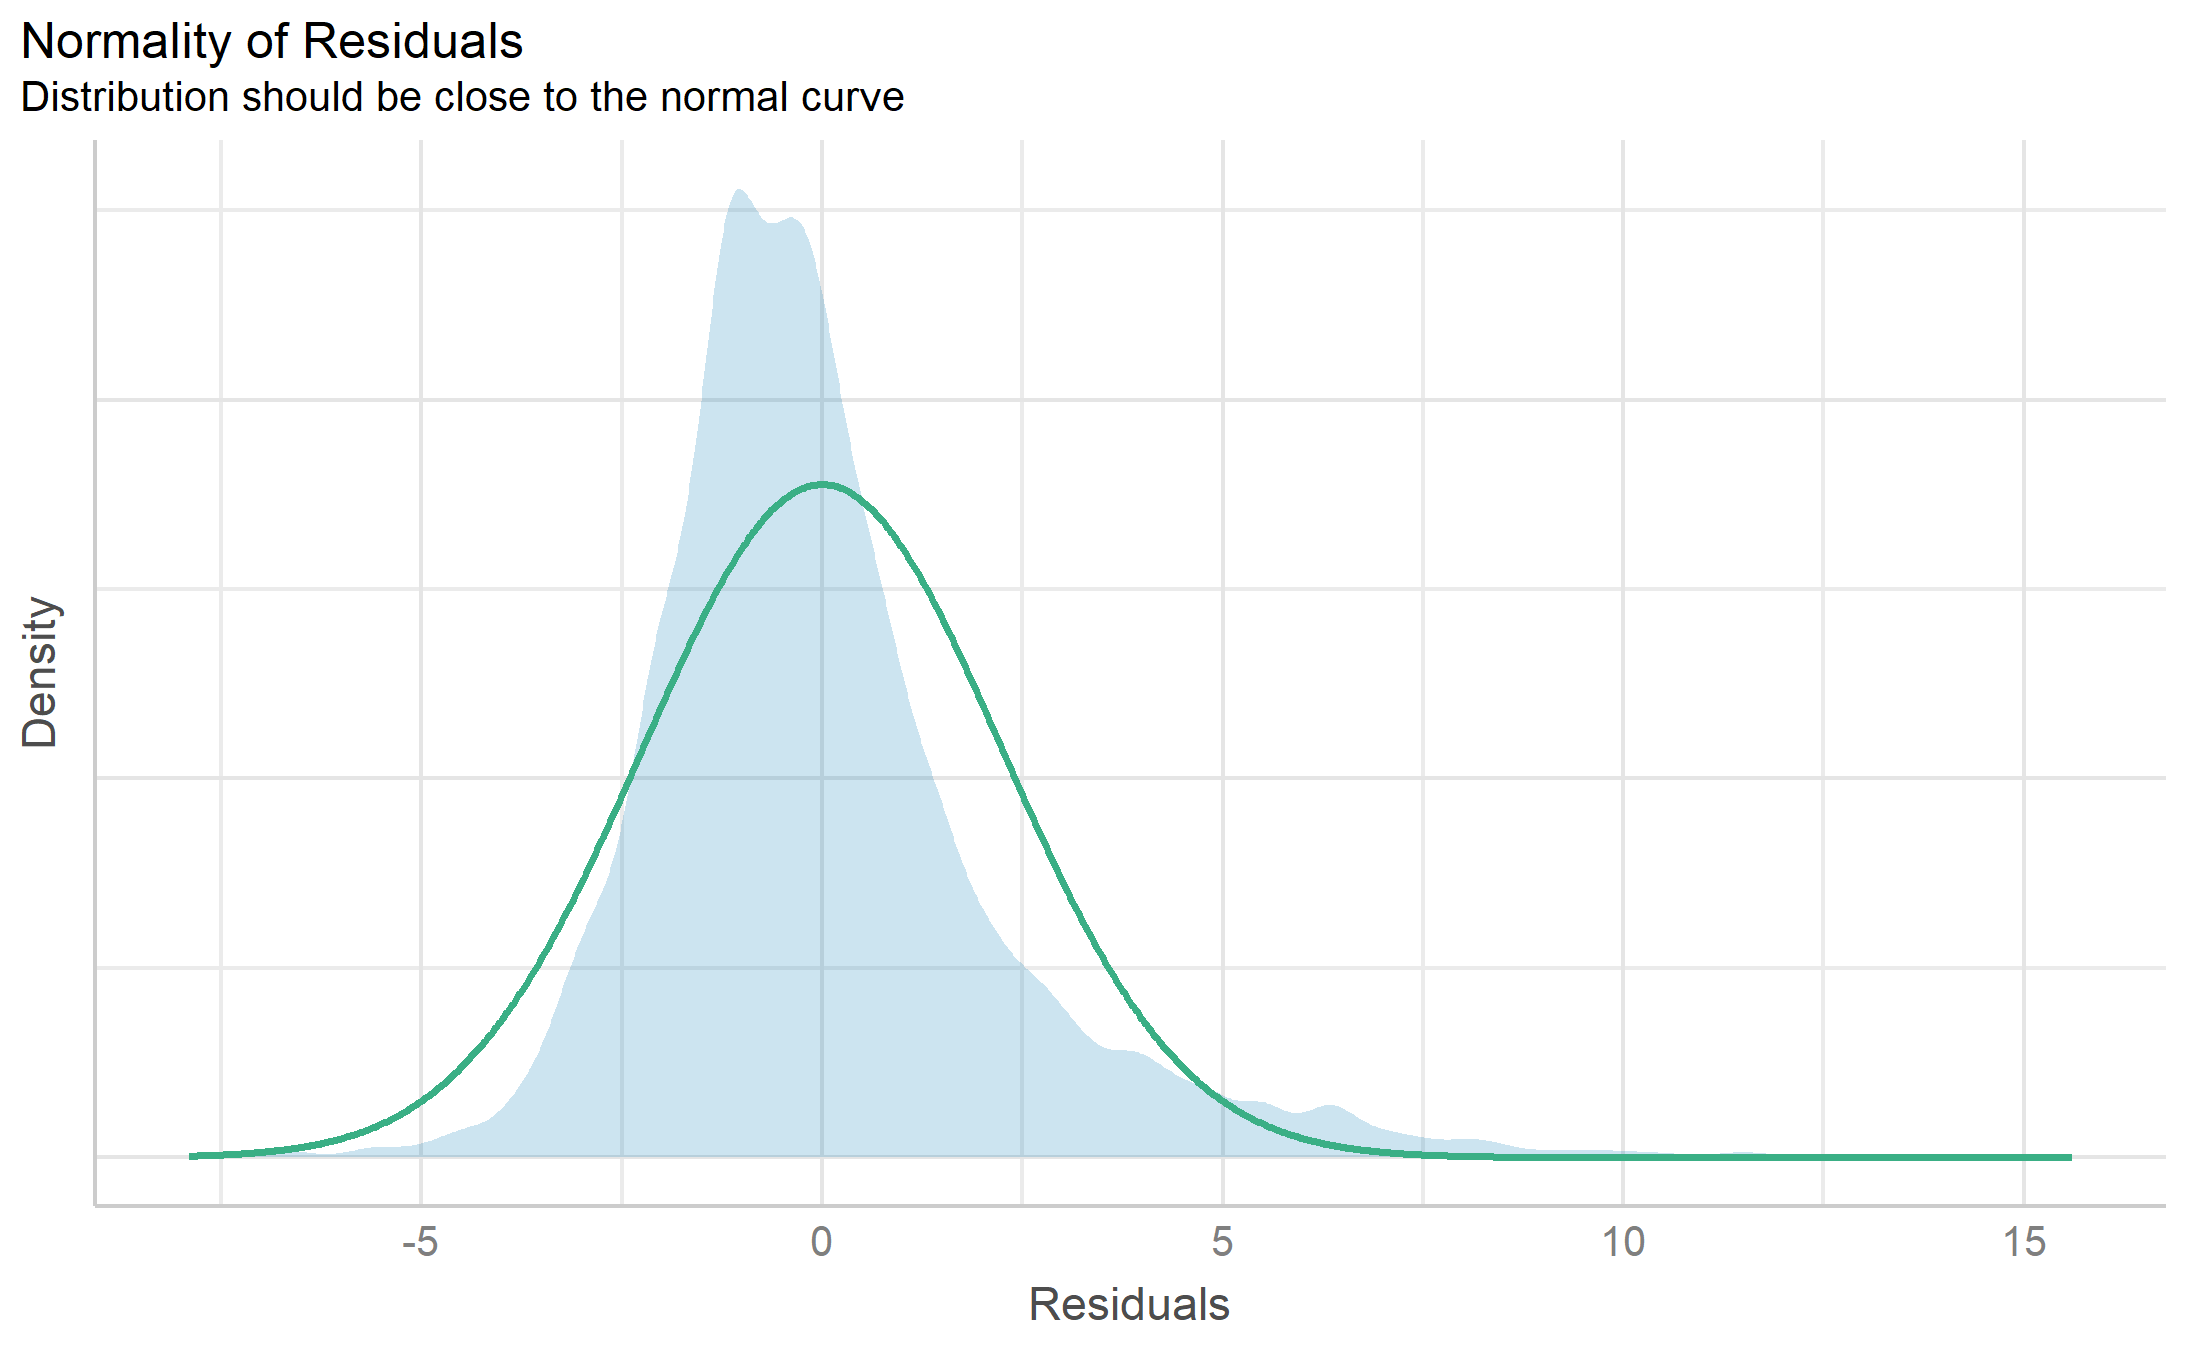 Normality of Residuals
Distribution should be close to the normal curve
Density
-5 0 5 10 15
Residuals